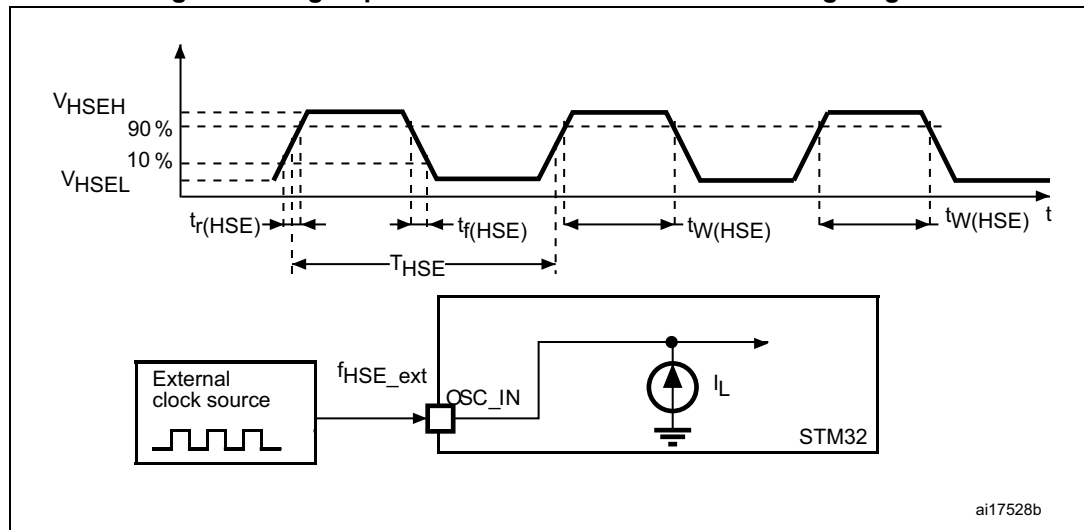 VHSEH
90 %
10 %
VHSEL
tr(HSE)
tf(HSE)
tW(HSE)
tW(HSE)
t
THSE
External
clock source
fHSE_ext
OSC_IN
IL
STM32
ai17528b